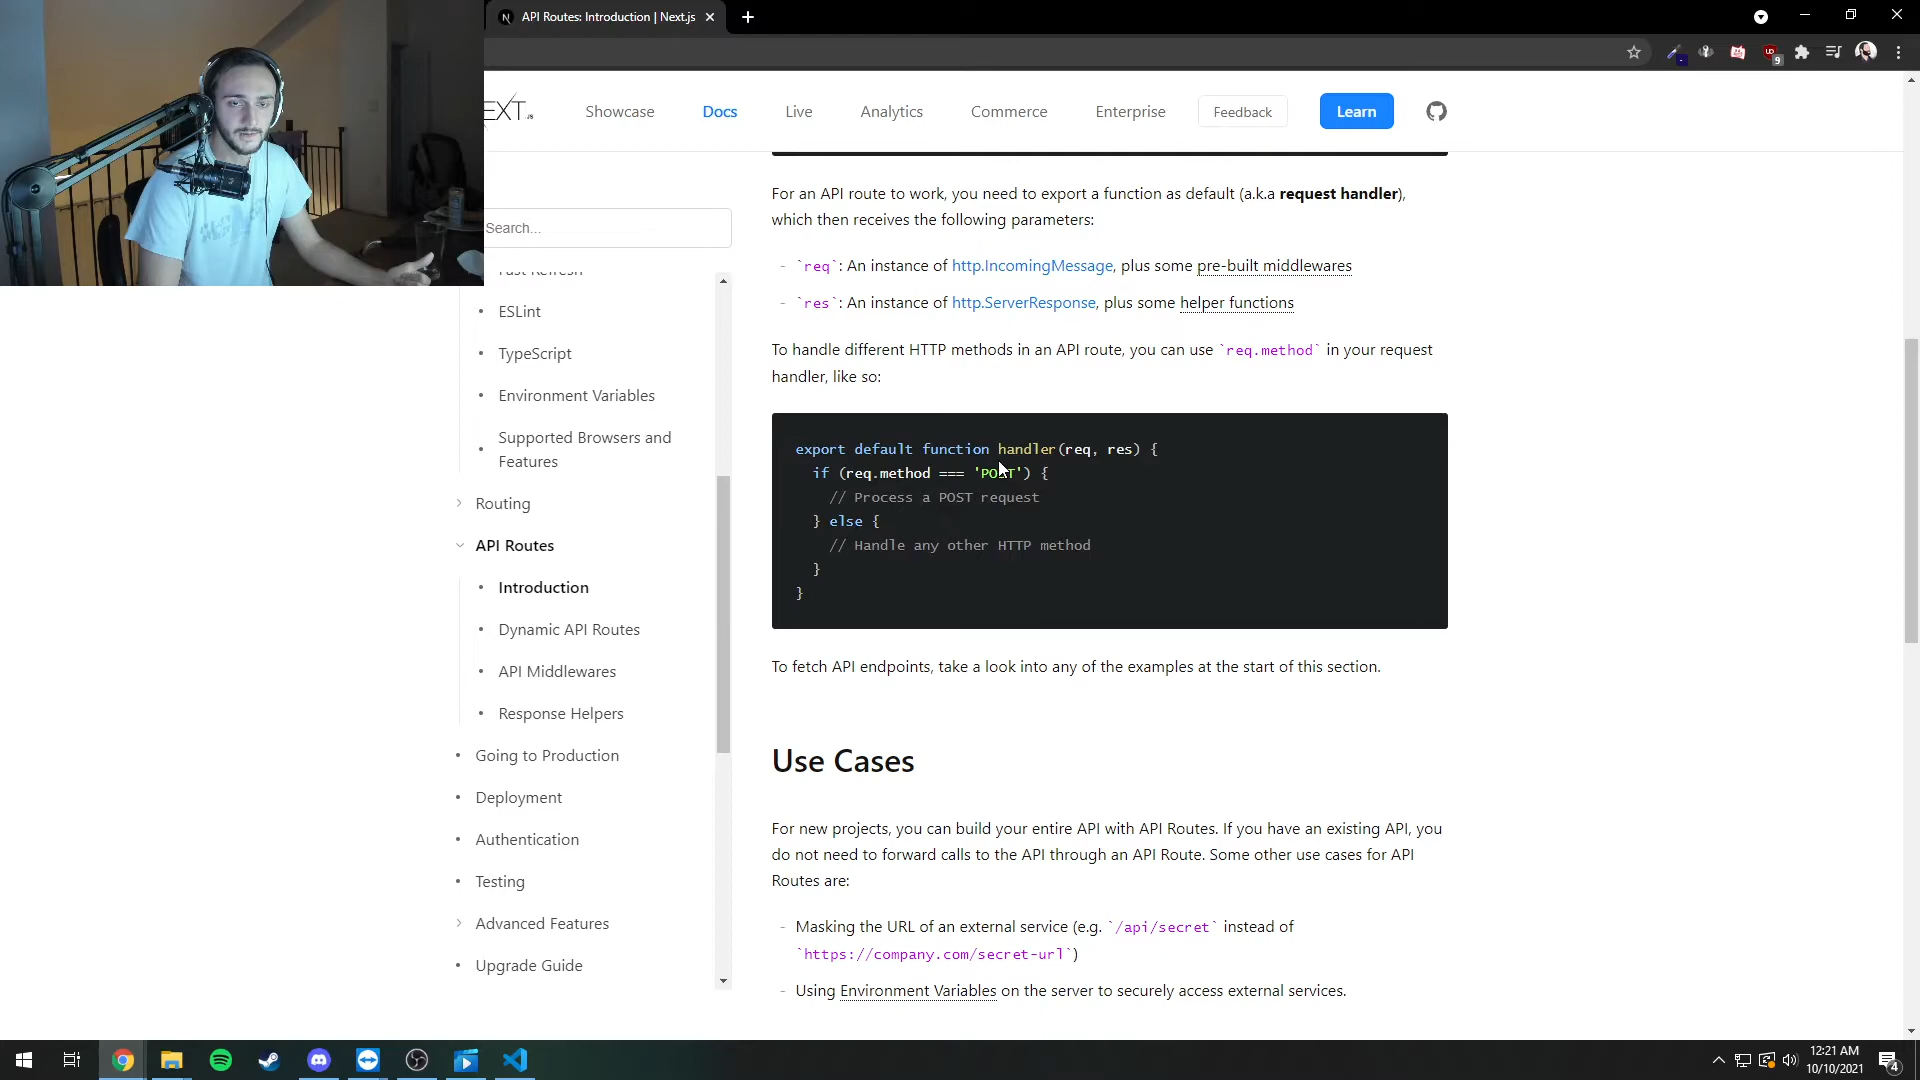 API Routes: Introduction | Next.js
9
EXT.JS
Showcase
Docs
Live
Analytics
Commerce
Enterprise
Feedback
Learn
Search...
Fast Refresh
ESLint
TypeScript
Environment Variables
Supported Browsers and
Features
Routing
API Routes
Introduction
Dynamic API Routes
API Middlewares
Response Helpers
Going to Production
Deployment
Authentication
Testing
Advanced Features
Upgrade Guide
For an API route to work, you need to export a function as default (a.k.a request handler),
which then receives the following parameters:
- `req`: An instance of http.IncomingMessage, plus some pre-built middlewares
- `res`: An instance of http.ServerResponse, plus some helper functions
To handle different HTTP methods in an API route, you can use `req.method` in your request
handler, like so:
export default function handler(req, res) {
if (req.method === 'POST') {
// Process a POST request
} else {
// Handle any other HTTP method
}
}
To fetch API endpoints, take a look into any of the examples at the start of this section.
Use Cases
For new projects, you can build your entire API with API Routes. If you have an existing API, you
do not need to forward calls to the API through an API Route. Some other use cases for API
Routes are:
- Masking the URL of an external service (e.g. `/api/secret` instead of
`https://company.com/secret-url`)
- Using Environment Variables on the server to securely access external services.
12:21 AM
10/10/2021
4